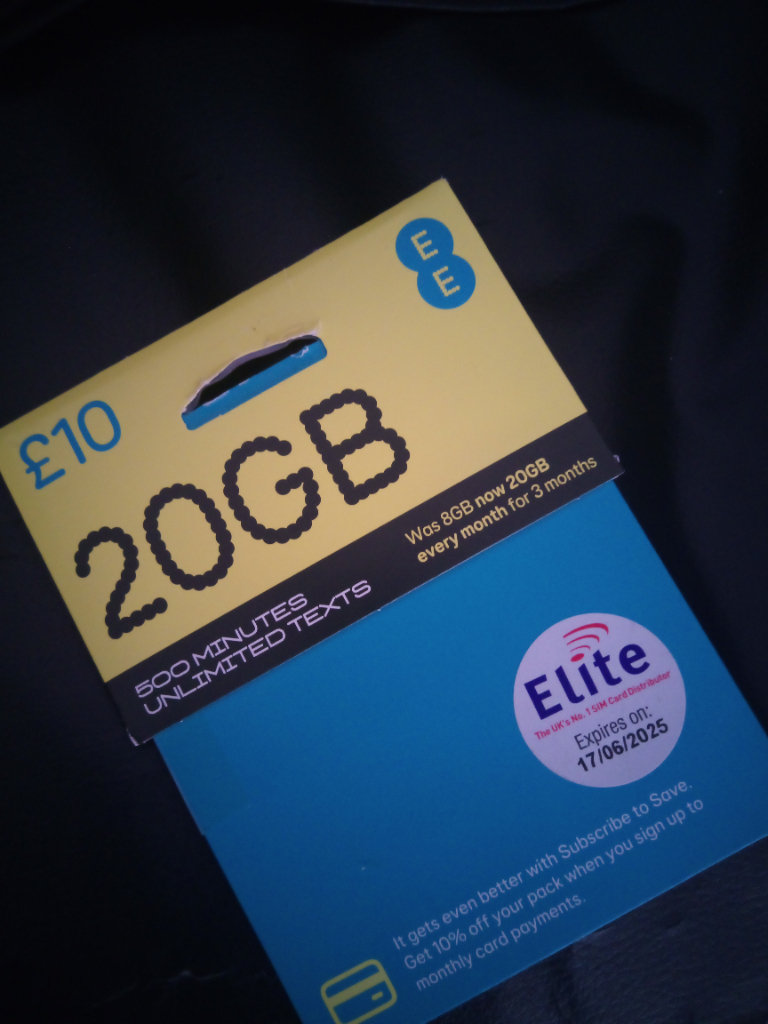 EE
£10
20GB
Was 8GB now 20GB
every month for 3 months
500 MINUTES
UNLIMITED TEXTS
Elite
The UK's No. 1 SIM Card Distributor
Expires on:
17/06/2025
It gets even better with Subscribe to Save.
Get 10% off your pack when you sign up to
monthly card payments.